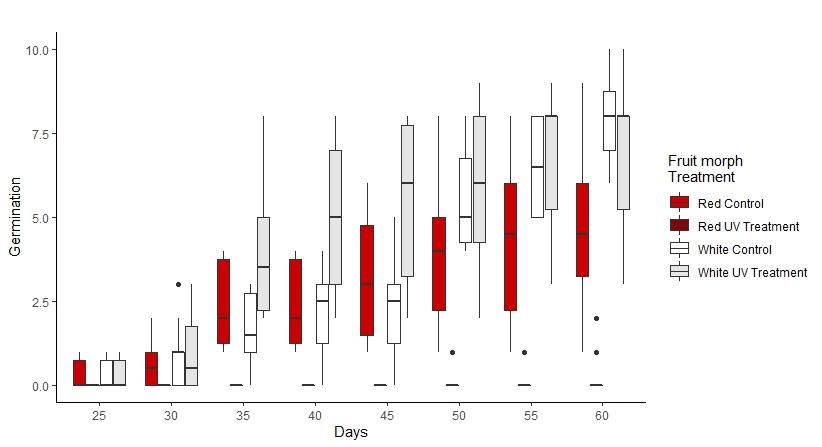 10.0
7.5
5.0
2.5
0.0
Germination
25 30 35 40 45 50 55 60
Days
Fruit morph
Treatment
Red Control
Red UV Treatment
White Control
White UV Treatment